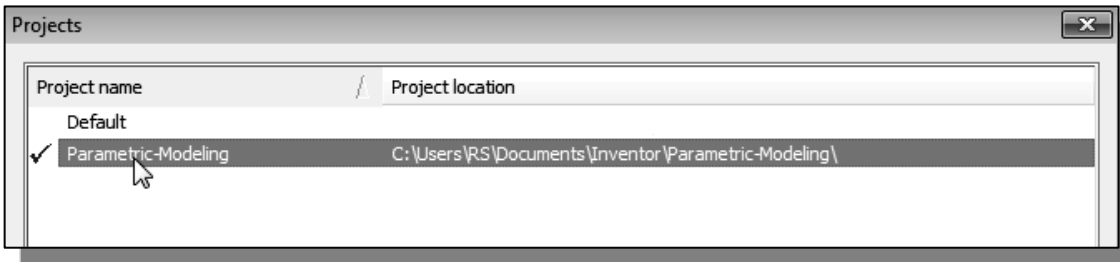 Projects
Project name Project location
Default
Parametric-Modeling C:\Users\RS\Documents\Inventor\Parametric-Modeling\